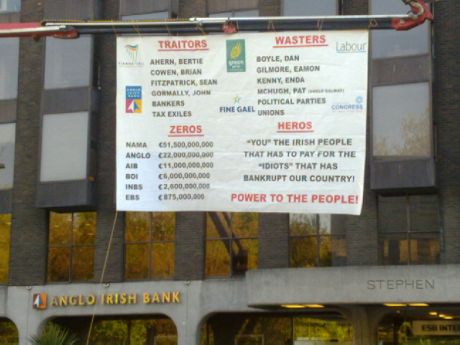 TRAITORS
AHERN, BERTIE
COWEN, BRIAN
FITZPATRICK, SEAN
GORMALLY, JOHN
BANKERS
TAX EXILES
WASTERS
BOYLE, DAN
GILMORE, EAMON
KENNY, ENDA
MCHUGH, PAT
POLITICAL PARTIES
UNIONS
Labour
FINE GAEL
CONGRESS
ZEROS
NAMA €51,500,000,000
ANGLO €22,000,000,000
AIB €11,000,000,000
BOI €6,000,000,000
INBS €2,600,000,000
EBS €875,000,000
HEROS
"YOU" THE IRISH PEOPLE
THAT HAS TO PAY FOR THE
"IDIOTS" THAT HAS
BANKRUPT OUR COUNTRY!
POWER TO THE PEOPLE!
ANGLO IRISH BANK
STEPHEN